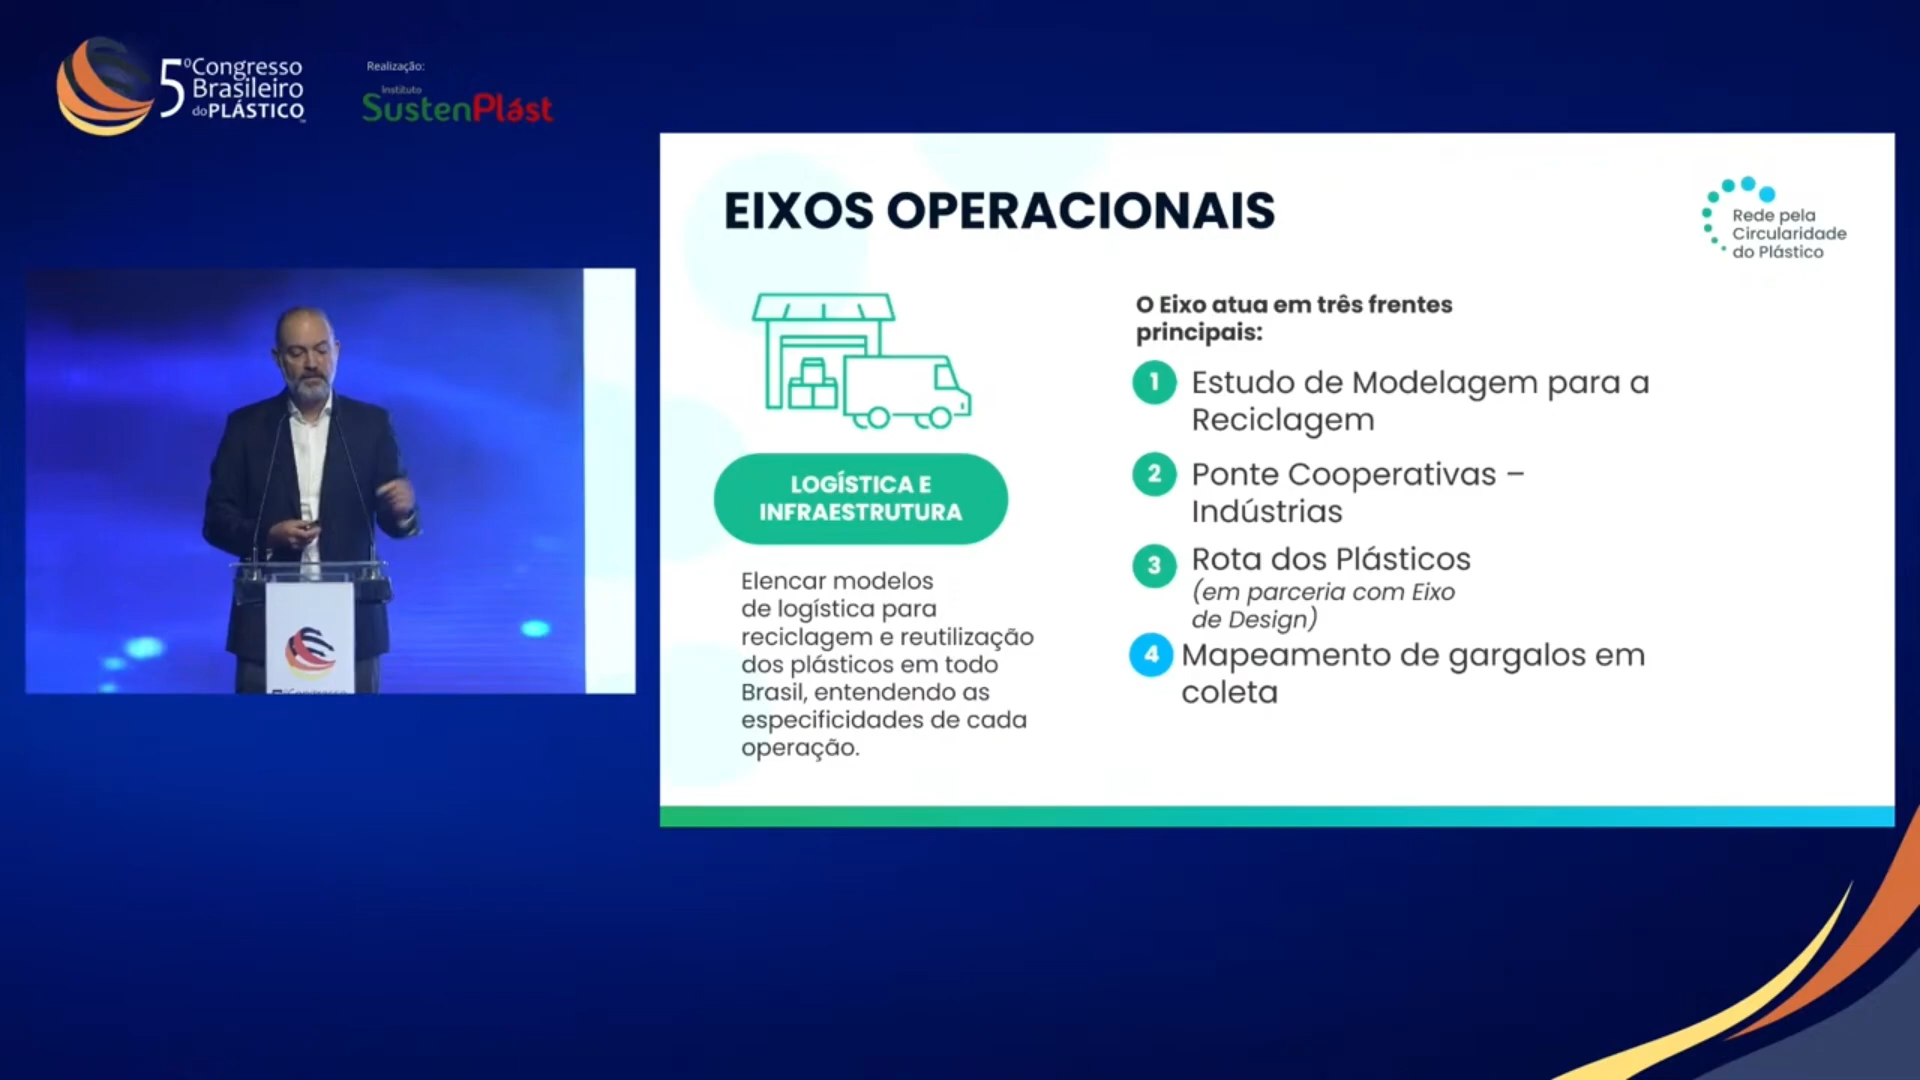 5º Congresso
Brasileiro
do PLÁSTICO
Realização:
Instituto
SustenPlást
EIXOS OPERACIONAIS
Rede pela
Circularidade
do Plástico
LOGÍSTICA E
INFRAESTRUTURA
Elencar modelos
de logística para
reciclagem e reutilização
dos plásticos em todo
Brasil, entendendo as
especificidades de cada
operação.
O Eixo atua em três frentes
principais:
1 Estudo de Modelagem para a
Reciclagem
2 Ponte Cooperativas –
Indústrias
3 Rota dos Plásticos
(em parceria com Eixo
de Design)
4 Mapeamento de gargalos em
coleta